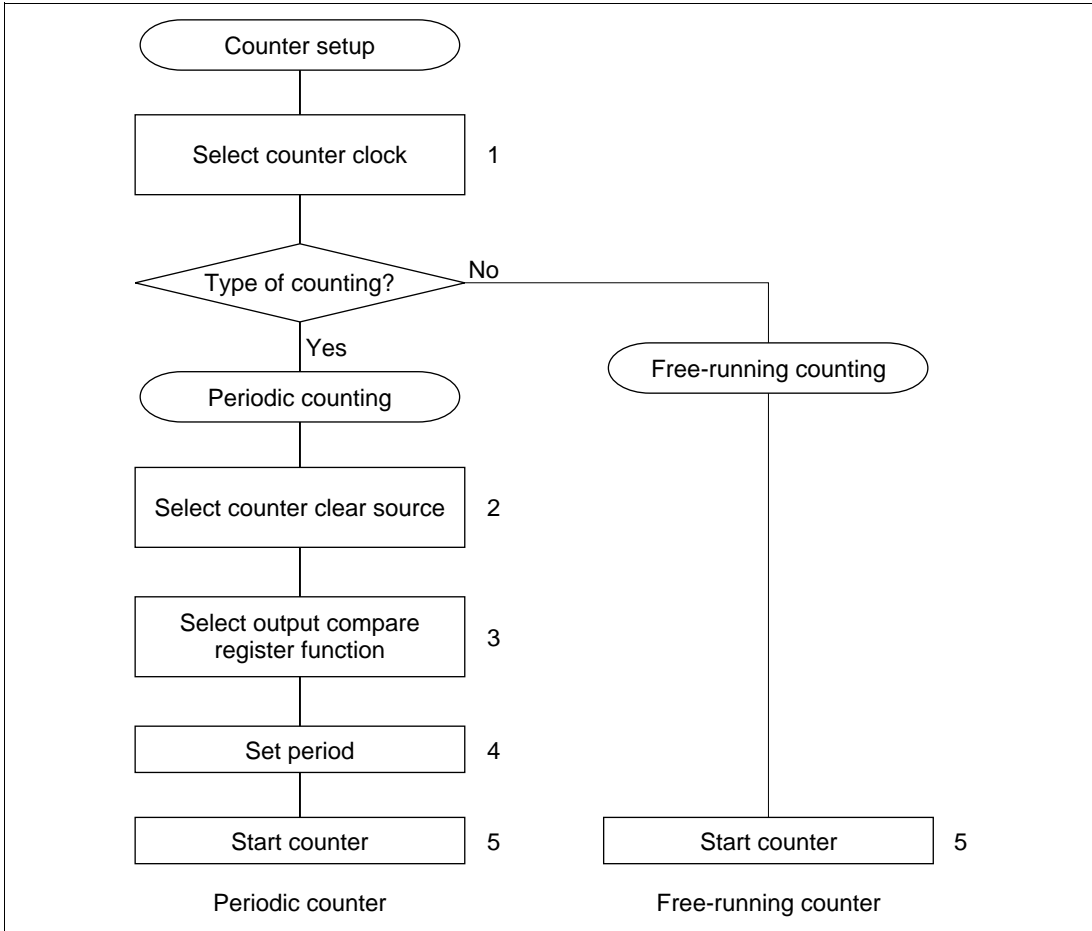 Counter setup
Select counter clock
1
Type of counting?
No
Yes
Free-running counting
Periodic counting
Select counter clear source
2
Select output compare
register function
3
Set period
4
Start counter
5
Start counter
5
Periodic counter
Free-running counter